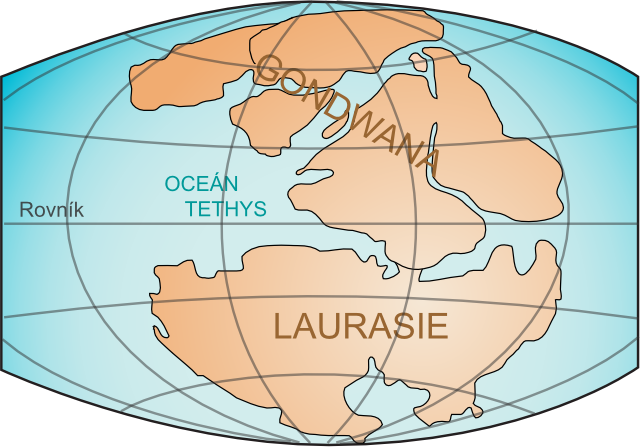 GONDWANA
OCEÁN
TETHYS
Rovník
LAURASIE